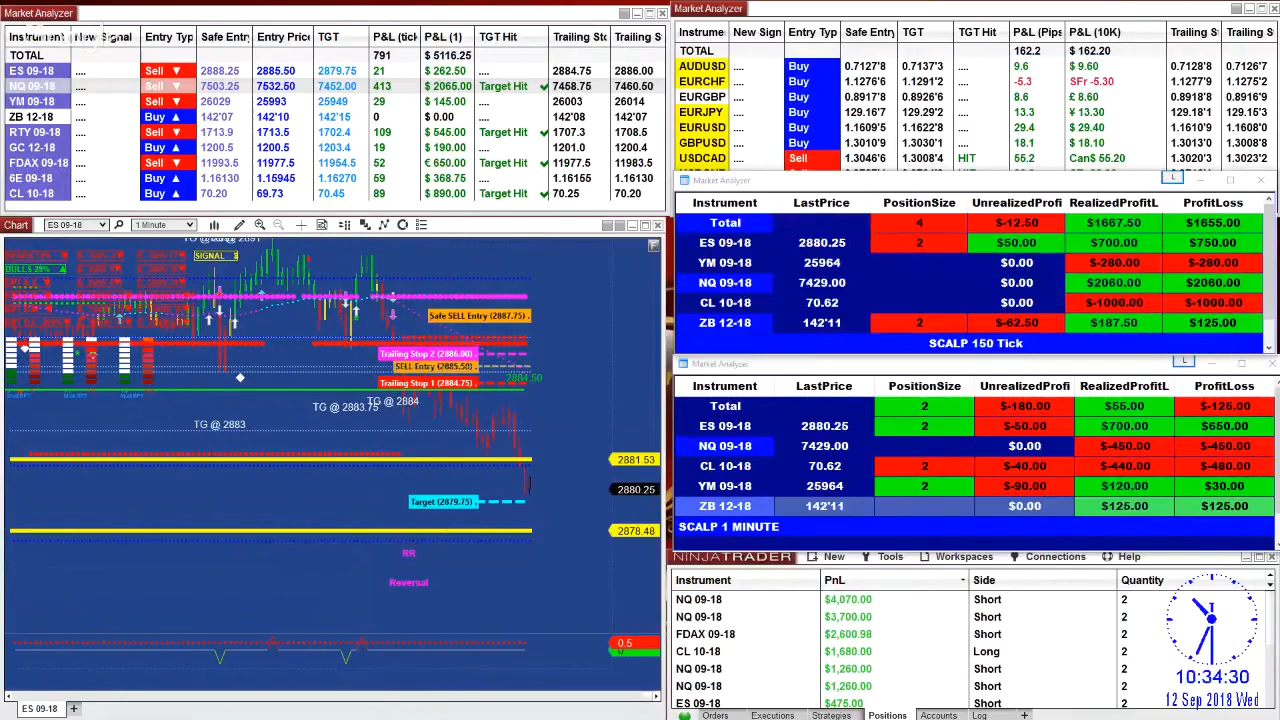 Market Analyzer
Instrument New Signal Entry Type Safe Entry Entry Price TGT P&L (tick P&L (1) TGT Hit Trailing Sto Trailing S
TOTAL 791 $ 5116.25
ES 09-18 .... Sell 2888.25 2885.50 2879.75 21 $ 262.50 .... 2884.75 2886.00
NQ 09-18 .... Sell 7503.25 7532.50 7452.00 413 $ 2065.00 Target Hit 7458.75 7460.50
YM 09-18 .... Sell 26029 25993 25949 29 $ 145.00 .... 26003 26014
ZB 12-18 .... Buy 142'07 142'10 142'15 0 $ 0.00 .... 142'08 142'09
RTY 09-18 .... Sell 1713.9 1713.5 1702.4 109 $ 545.00 Target Hit 1707.3 1708.5
GC 12-18 .... Buy 1200.5 1200.5 1203.4 19 $ 190.00 .... 1201.0 1200.4
FDAX 09-18 .... Sell 11993.5 11977.5 11954.5 52 € 650.00 Target Hit 11977.5 11983.5
6E 09-18 .... Buy 1.16130 1.15945 1.16270 59 $ 368.75 .... 1.16155 1.16110
CL 10-18 .... Buy 70.20 69.73 70.45 89 $ 890.00 Target Hit 70.25 70.20
Market Analyzer
Instrume New Sign Entry Typ Safe Entry TGT TGT Hit P&L (Pips P&L (10K) Trailing S Trailing S
TOTAL 162.2 $ 162.20
AUDUSD .... Buy 0.7127'8 0.7137'3 .... 9.6 $ 9.60 0.7128'8 0.7126'7
EURCHF .... Buy 1.1276'6 1.1291'2 .... -5.3 SFr -5.30 1.1277'9 1.1275'
EURGBP .... Buy 0.8917'8 0.8926'6 .... 8.6 £ 8.60 0.8918'6 0.8917'0
EURJPY .... Buy 129.16'7 129.29'2 .... 13.3 ¥ 13.30 129.18'1 129.15'3
EURUSD .... Buy 1.1609'5 1.1622'8 .... 29.4 $ 29.40 1.1610'9 1.1608'
GBPUSD .... Buy 1.3010'9 1.3030'1 .... 18.1 $ 18.10 1.3013'0 1.3008'
USDCAD .... Sell 1.3046'6 1.3008'4 HIT 55.2 Can$ 55.20 1.3020'3 1.3023'2
Market Analyzer L
Instrument LastPrice PositionSize UnrealizedProfi RealizedProfitL ProfitLoss
Total 4 $-12.50 $1667.50 $1655.00
ES 09-18 2880.25 2 $50.00 $700.00 $750.00
YM 09-18 25964 $0.00 $-280.00 $-280.00
NQ 09-18 7429.00 $0.00 $2060.00 $2060.00
CL 10-18 70.62 $0.00 $-1000.00 $-1000.00
ZB 12-18 142'11 2 $-62.50 $187.50 $125.00
SCALP 150 Tick
Market Analyzer L
Instrument LastPrice PositionSize UnrealizedProfi RealizedProfitL ProfitLoss
Total 2 $-180.00 $55.00 $-125.00
ES 09-18 2880.25 2 $-50.00 $700.00 $650.00
NQ 09-18 7429.00 $0.00 $-450.00 $-450.00
CL 10-18 70.62 2 $-40.00 $-440.00 $-480.00
YM 09-18 25964 2 $-90.00 $120.00 $30.00
ZB 12-18 142'11 $0.00 $125.00 $125.00
SCALP 1 MINUTE
NINJATRADER New Tools Workspaces Connections Help
Instrument PnL Side Quantity
NQ 09-18 $4,070.00 Short 2
NQ 09-18 $3,700.00 Short 2
FDAX 09-18 $2,600.98 Short 2
CL 10-18 $1,680.00 Long 2
NQ 09-18 $1,260.00 Short 2
NQ 09-18 $1,260.00 Short 2
ES 09-18 $475.00 Short 2
10:34:30
12 Sep 2018 Wed
Orders Executions Strategies Positions Accounts Log +
Chart ES 09-18 1 Minute
F
BULLS 28%
SIGNAL
Safe SELL Entry (2887.75)
Trailing Stop 2 (2886.00)
SELL Entry (2885.50)
2884.50
Trailing Stop 1 (2884.75)
TG @ 2884
TG @ 2883.75
TG @ 2883
2881.53
2880.25
Target (2879.75)
2878.48
RR
Reversal
0.5
0
ES 09-18 +